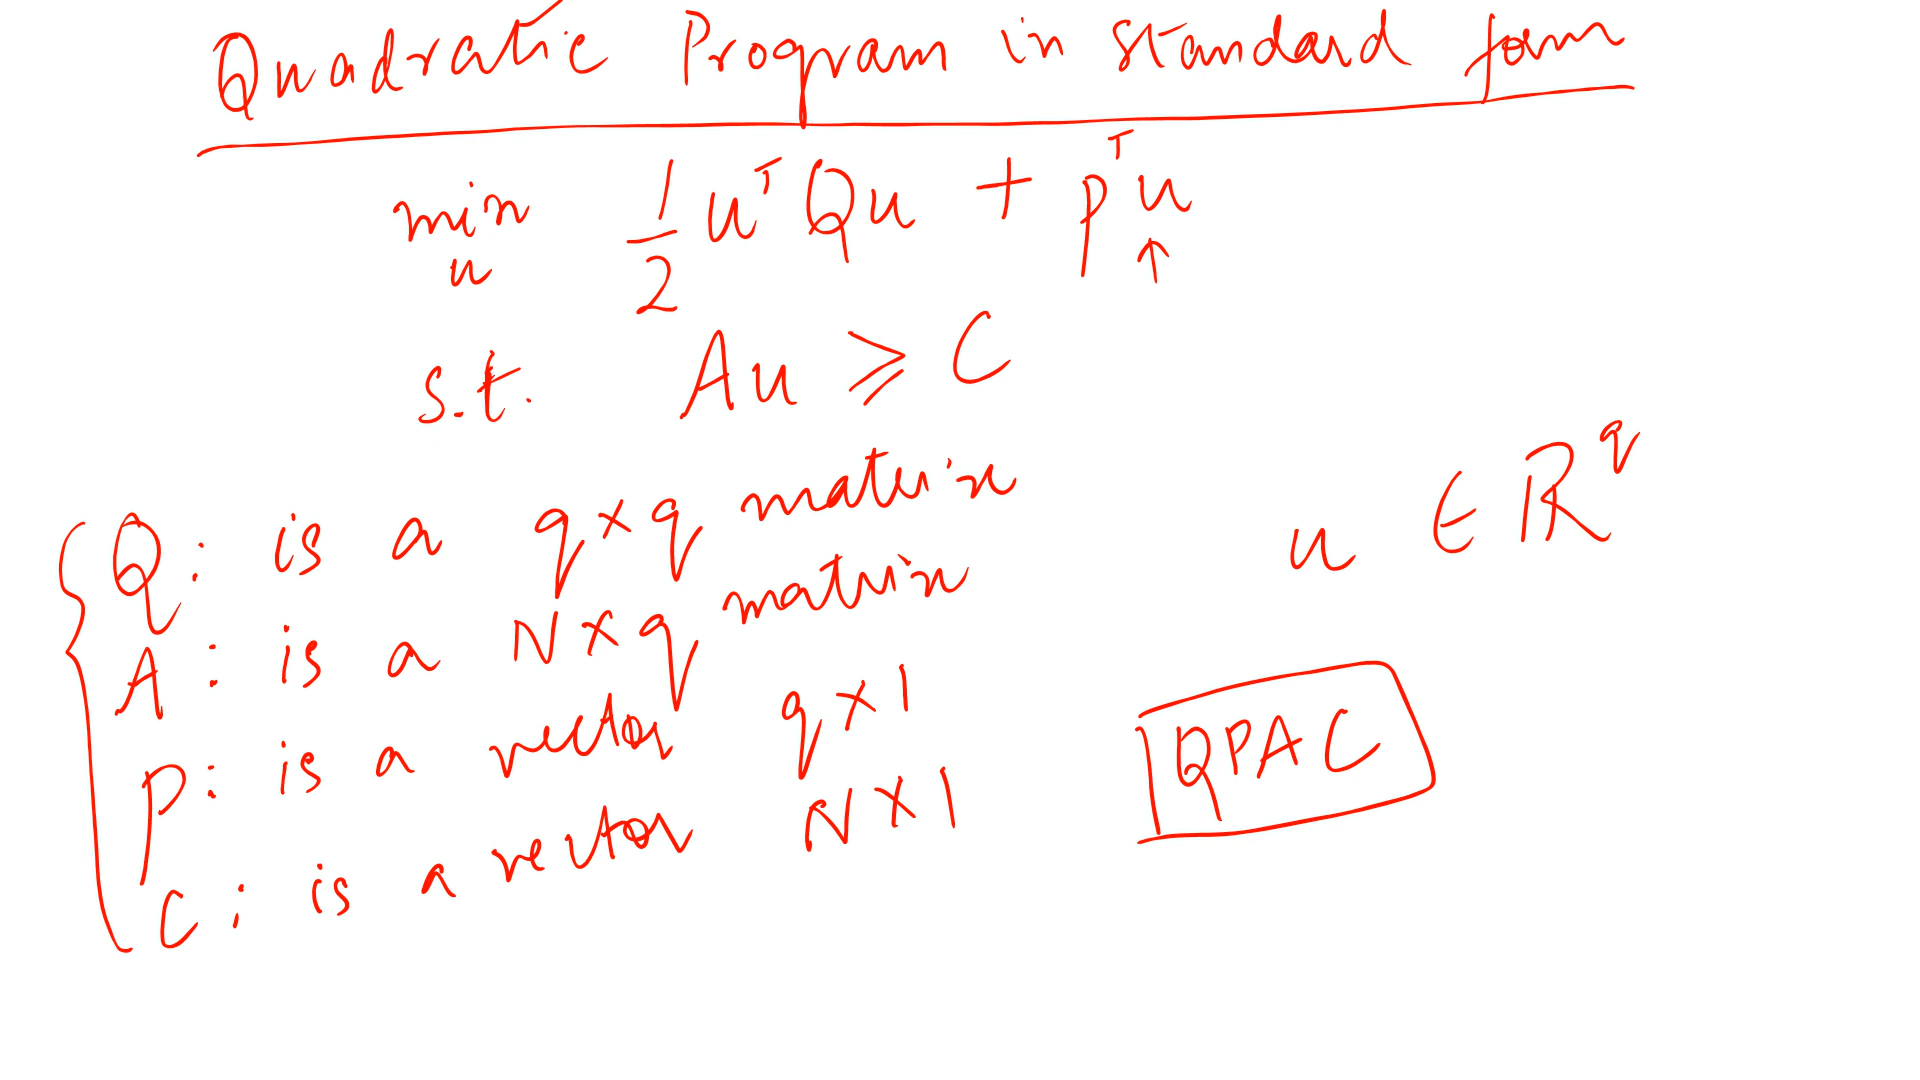 Quadratic Program in standard form
min u 1/2 uᵀQu + pᵀu
s.t. Au ≥ C
u ∈ ℝ^q
Q: is a q×q matrix
A: is a N×q matrix
P: is a vector q×1
C: is a vector N×1
QPAC